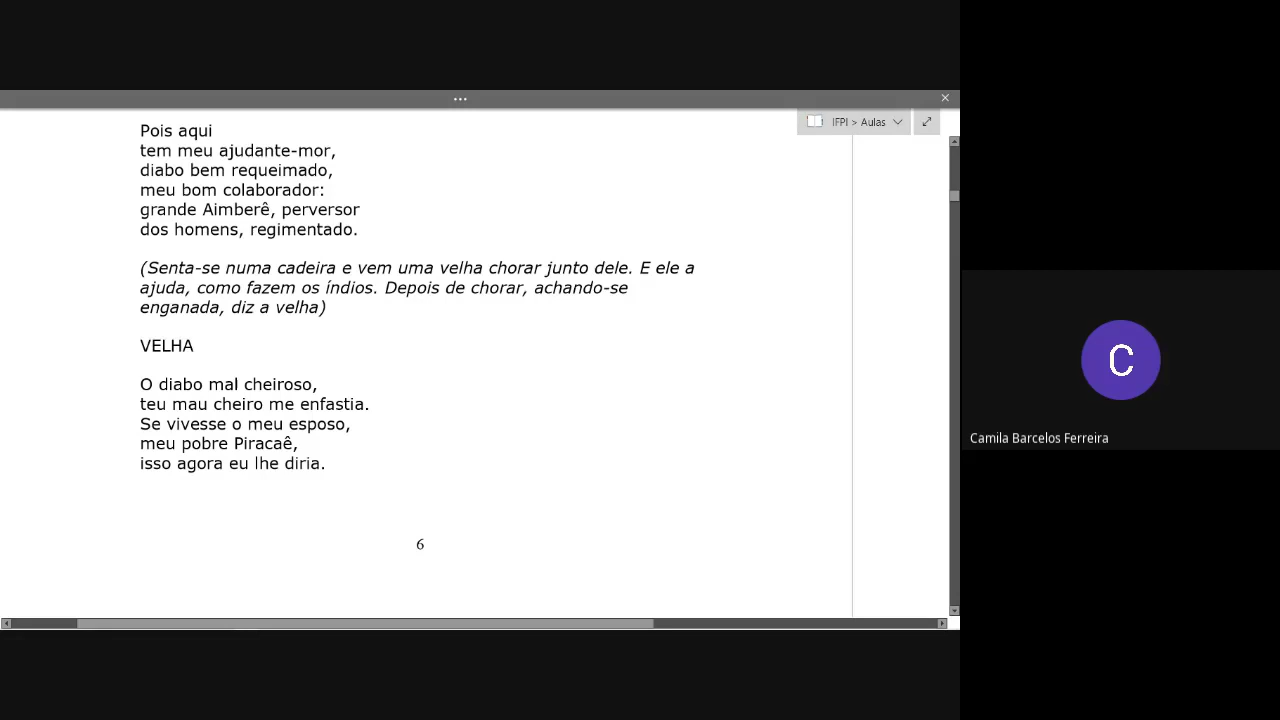 ...
IFPI > Aulas
Pois aqui
tem meu ajudante-mor,
diabo bem requeimado,
meu bom colaborador:
grande Aimberê, perversor
dos homens, regimentado.
(Senta-se numa cadeira e vem uma velha chorar junto dele. E ele a
ajuda, como fazem os índios. Depois de chorar, achando-se
enganada, diz a velha)
VELHA
O diabo mal cheiroso,
teu mau cheiro me enfastia.
Se vivesse o meu esposo,
meu pobre Piracaê,
isso agora eu lhe diria.
6
C
Camila Barcelos Ferreira